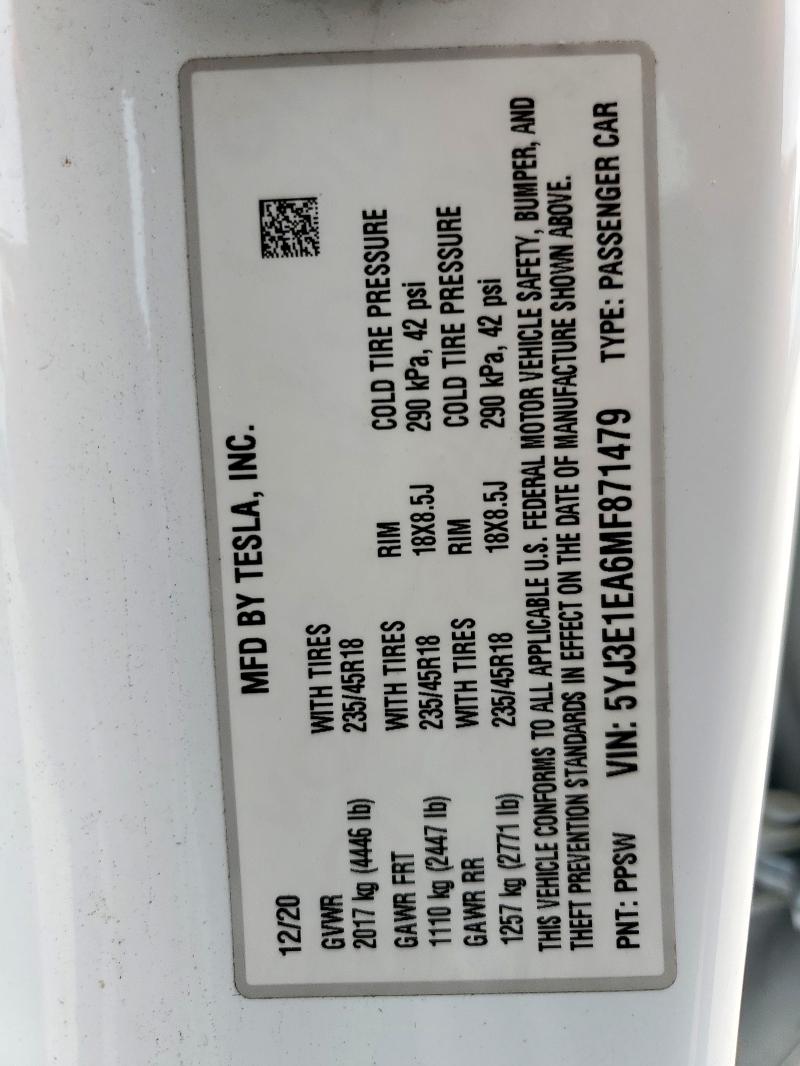 MFD BY TESLA, INC.
12/20
GVWR WITH TIRES
2017 kg (4446 lb) 235/45R18
GAWR FRT WITH TIRES RIM COLD TIRE PRESSURE
1110 kg (2447 lb) 235/45R18 18X8.5J 290 kPa, 42 psi
GAWR RR WITH TIRES RIM COLD TIRE PRESSURE
1257 kg (2771 lb) 235/45R18 18X8.5J 290 kPa, 42 psi
THIS VEHICLE CONFORMS TO ALL APPLICABLE U.S. FEDERAL MOTOR VEHICLE SAFETY, BUMPER, AND
THEFT PREVENTION STANDARDS IN EFFECT ON THE DATE OF MANUFACTURE SHOWN ABOVE.
PNT: PPSW VIN: 5YJ3E1EA6MF871479 TYPE: PASSENGER CAR